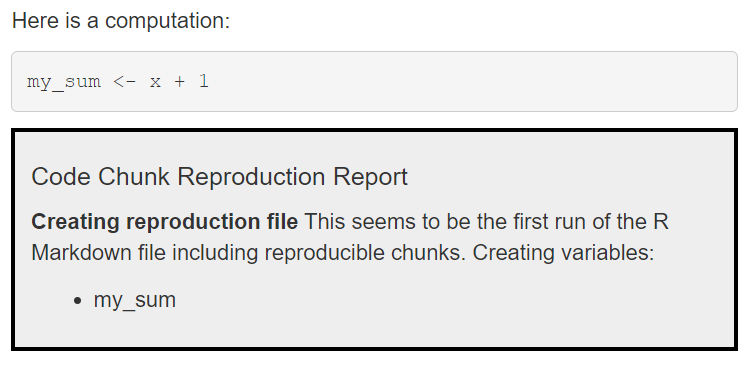 Here is a computation:
my_sum <- x + 1
Code Chunk Reproduction Report
Creating reproduction file This seems to be the first run of the R
Markdown file including reproducible chunks. Creating variables:
• my_sum